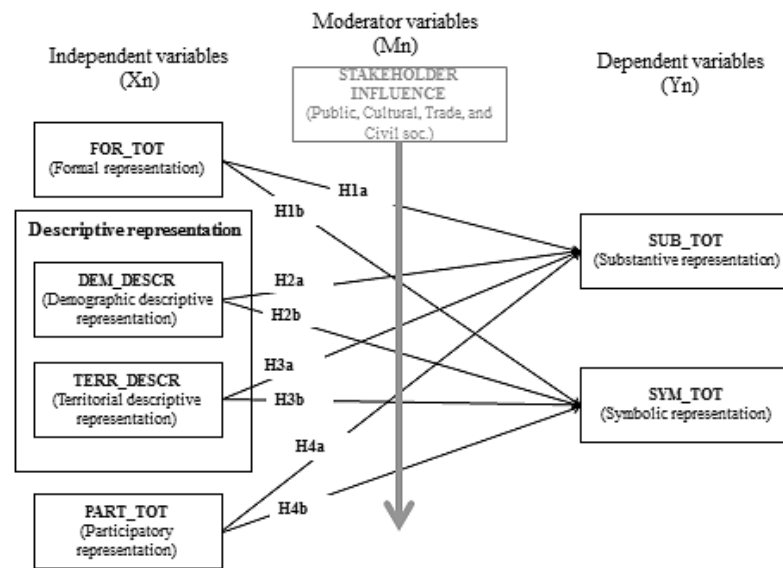 Moderator variables
(Mn)
Independent variables
(Xn)
Dependent variables
(Yn)
STAKEHOLDER
INFLUENCE
(Public, Cultural, Trade, and
Civil soc.)
FOR_TOT
(Formal representation)
H1a
H1b
Descriptive representation
DEM_DESCR
(Demographic descriptive
representation)
H2a
H2b
TERR_DESCR
(Territorial descriptive
representation)
H3a
H3b
PART_TOT
(Participatory
representation)
H4a
H4b
SUB_TOT
(Substantive representation)
SYM_TOT
(Symbolic representation)